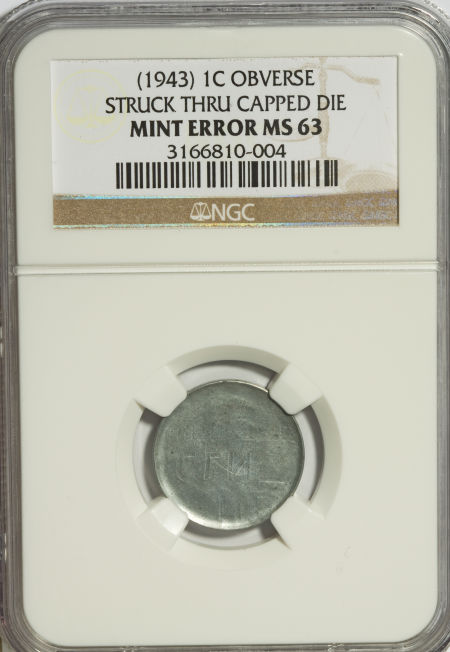 (1943) 1C OBVERSE
STRUCK THRU CAPPED DIE
MINT ERROR MS 63
3166810-004
NGC